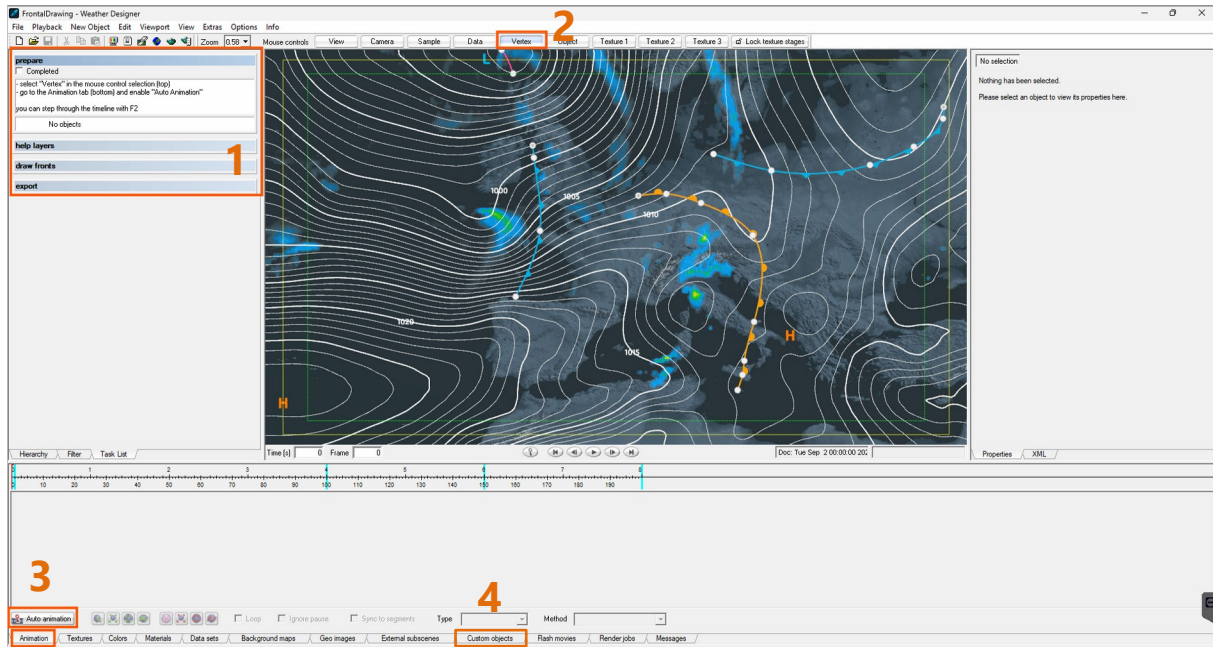 FrontalDrawing - Weather Designer
File Playback New Object Edit Viewport View Extras Options Info
Zoom 0.58 Mouse controls View Camera Sample Data Vertex Object Texture 1 Texture 2 Texture 3 Lock texture stages
2
prepare
Completed
- select "Vertex" in the mouse control selection (top)
- go to the Animation tab (bottom) and enable "Auto Animation"
you can step through the timeline with F2
No objects
help layers
draw fronts
export
1
L
1000
1005
1010
1020
1015
H
H
No selection
Nothing has been selected.
Please select an object to view its properties here.
Hierarchy Filter Task List
Time [s] 0 Frame 0
Doc: Tue Sep 2 00:00:00 202
Properties XML
1 2 3 4 5 6 7 8
10 20 30 40 50 60 70 80 90 100 110 120 130 140 150 160 170 180 190
3
4
Auto animation Loop Ignore pause Sync to segments Type Method
Animation Textures Colors Materials Data sets Background maps Geo images External subscenes Custom objects Flash movies Render jobs Messages